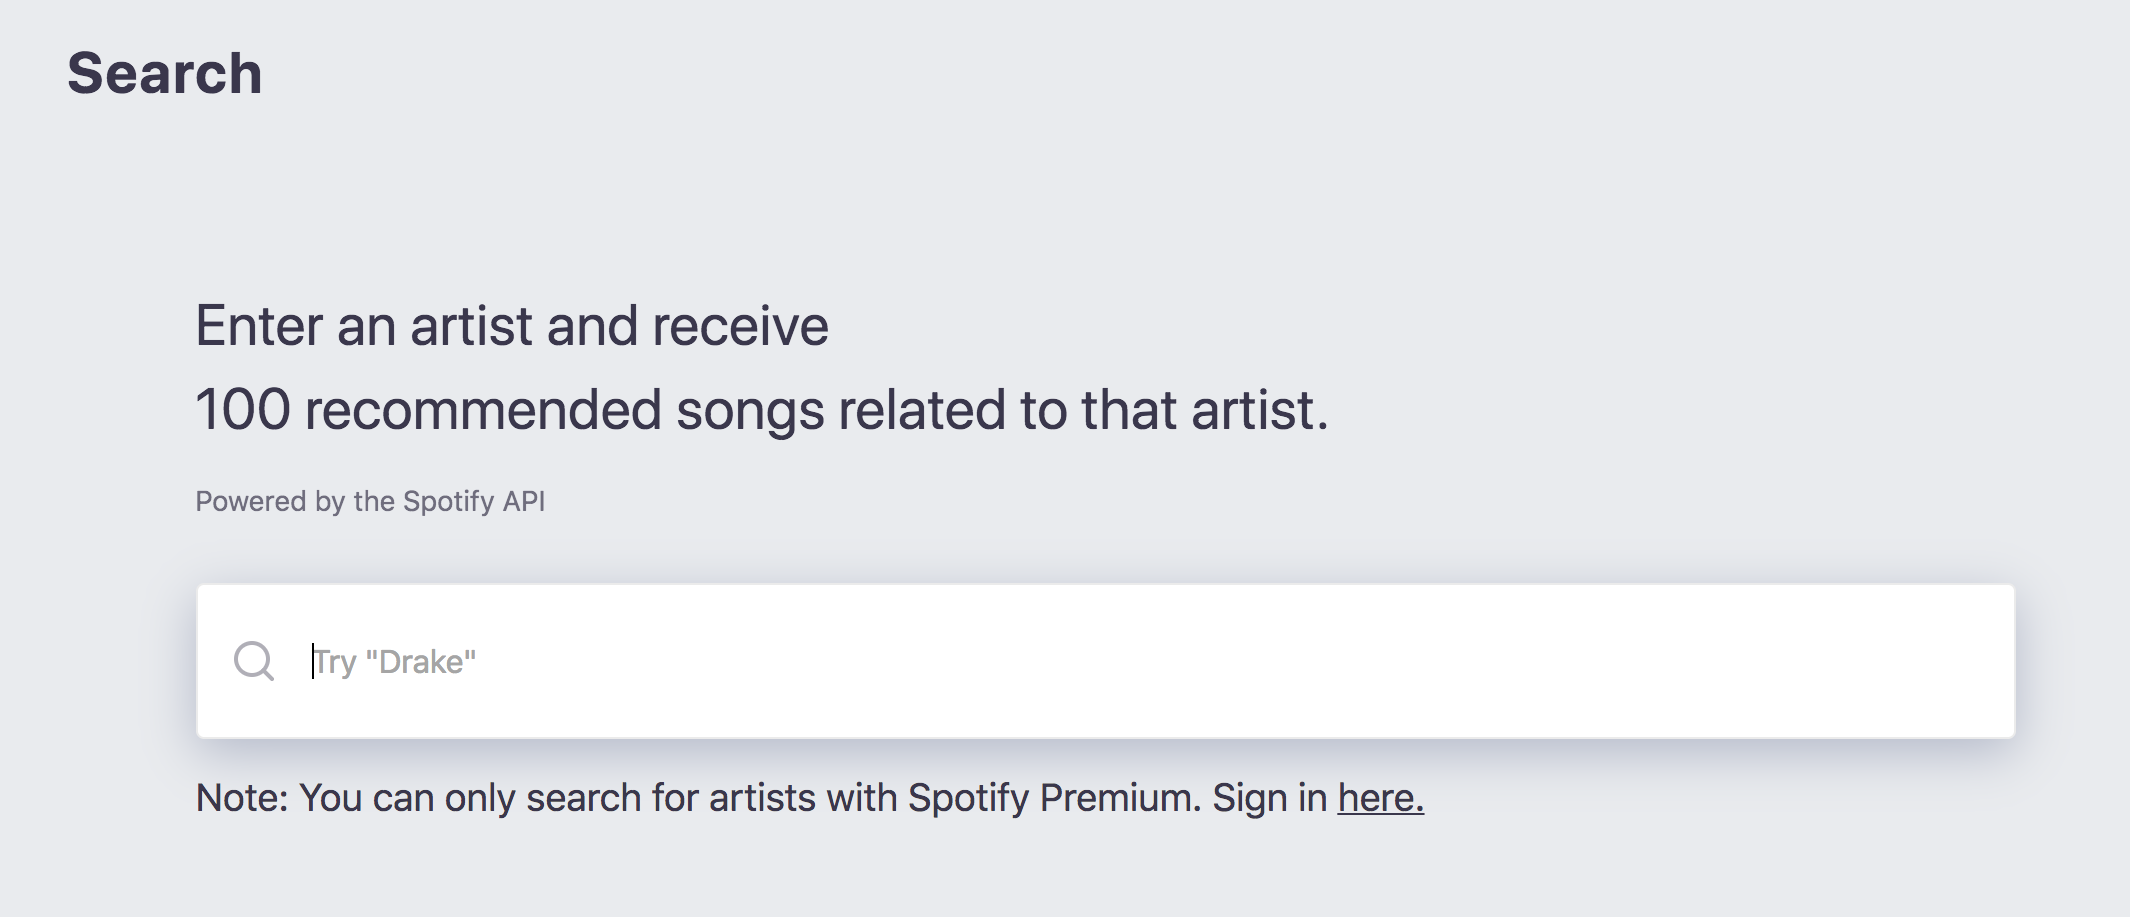 Search
Enter an artist and receive
100 recommended songs related to that artist.
Powered by the Spotify API
Try "Drake"
Note: You can only search for artists with Spotify Premium. Sign in here.